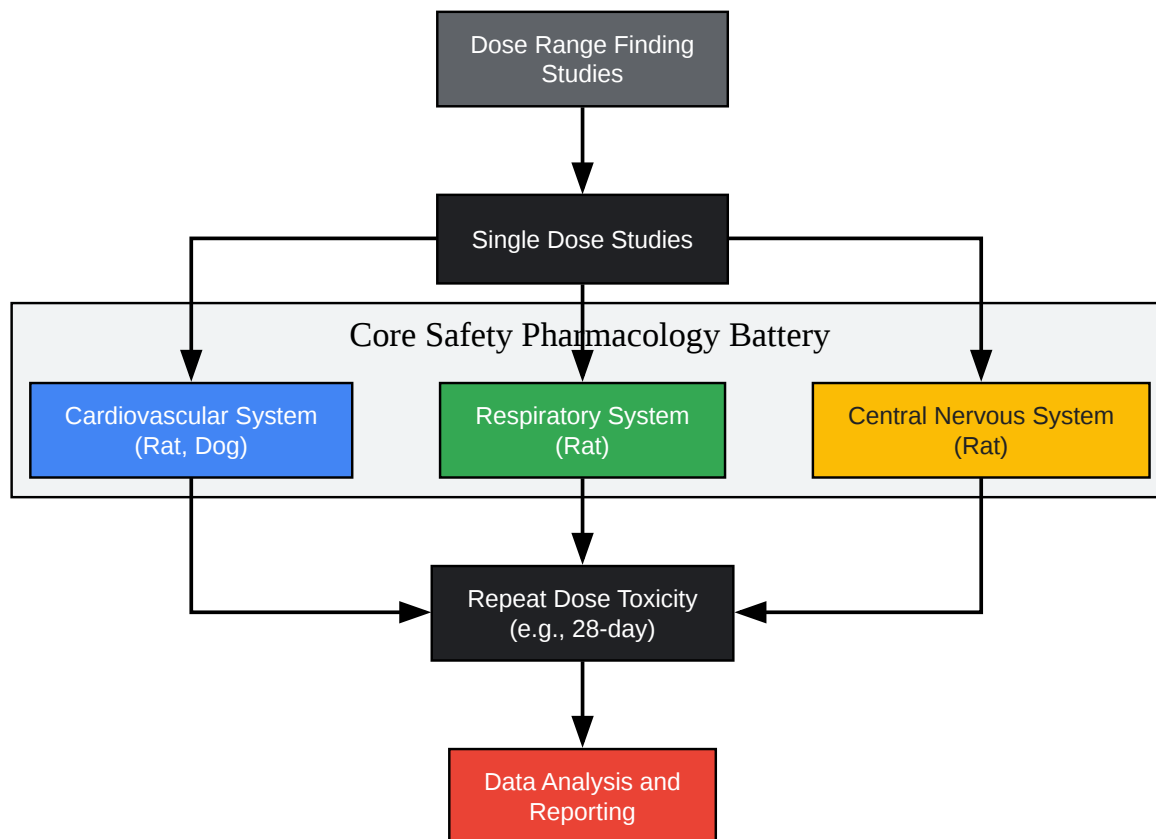 Dose Range Finding
Studies
Single Dose Studies
Core Safety Pharmacology Battery
Cardiovascular System
(Rat, Dog)
Respiratory System
(Rat)
Central Nervous System
(Rat)
Repeat Dose Toxicity
(e.g., 28-day)
Data Analysis and
Reporting